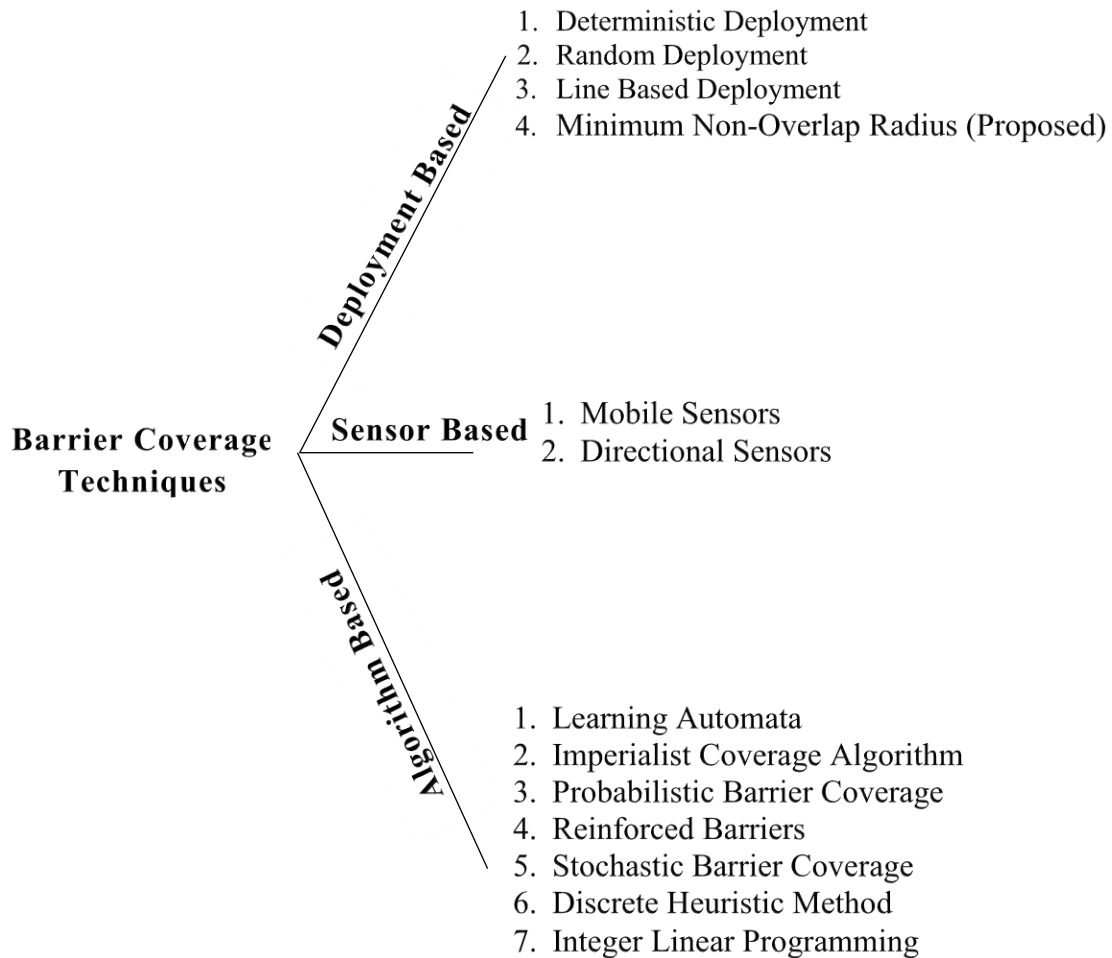 Barrier Coverage
Techniques
Deployment Based
1. Deterministic Deployment
2. Random Deployment
3. Line Based Deployment
4. Minimum Non-Overlap Radius (Proposed)
Sensor Based
1. Mobile Sensors
2. Directional Sensors
Algorithm Based
1. Learning Automata
2. Imperialist Coverage Algorithm
3. Probabilistic Barrier Coverage
4. Reinforced Barriers
5. Stochastic Barrier Coverage
6. Discrete Heuristic Method
7. Integer Linear Programming